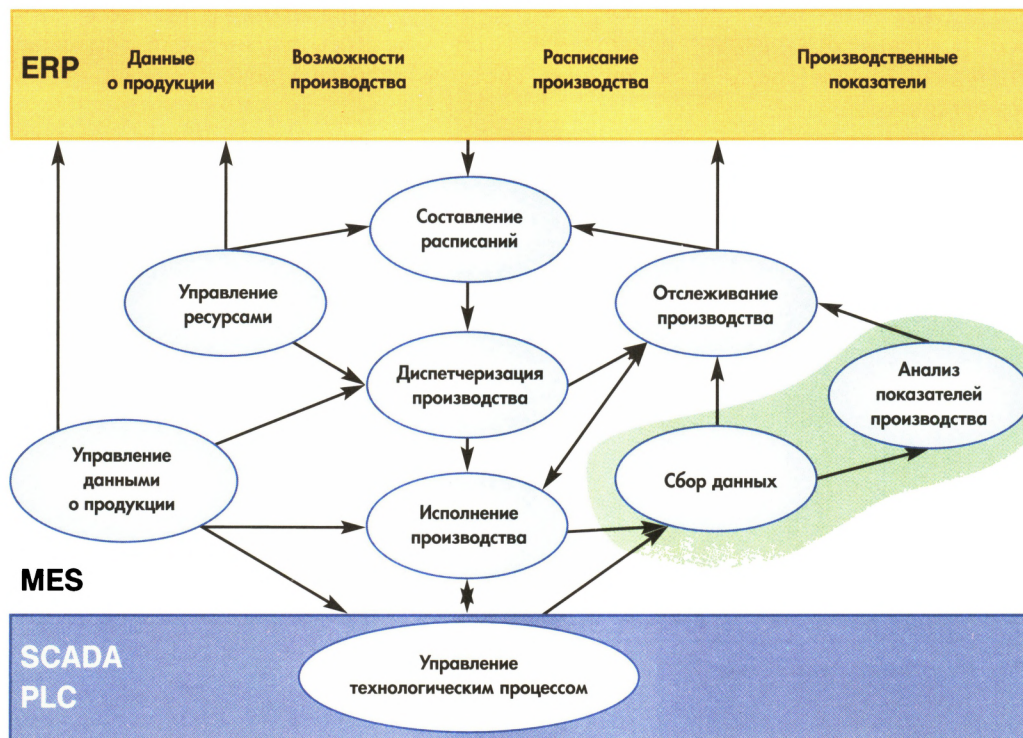 ERP
Данные
о продукции
Возможности
производства
Расписание
производства
Производственные
показатели
Составление
расписаний
Управление
ресурсами
Отслеживание
производства
Диспетчеризация
производства
Анализ
показателей
производства
Управление
данными
о продукции
Сбор данных
Исполнение
производства
MES
SCADA
PLC
Управление
технологическим процессом